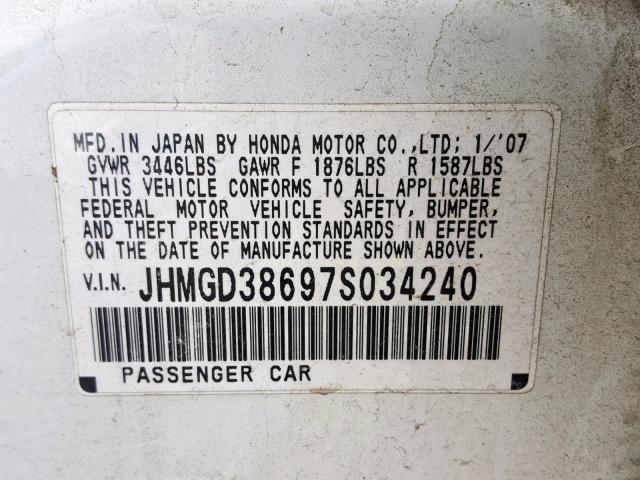 MFD.IN JAPAN BY HONDA MOTOR CO.,LTD; 1/'07
GVWR 3446LBS GAWR F 1876LBS R 1587LBS
THIS VEHICLE CONFORMS TO ALL APPLICABLE
FEDERAL MOTOR VEHICLE SAFETY, BUMPER,
AND THEFT PREVENTION STANDARDS IN EFFECT
ON THE DATE OF MANUFACTURE SHOWN ABOVE.
V.I.N. JHMGD38697S034240
PASSENGER CAR